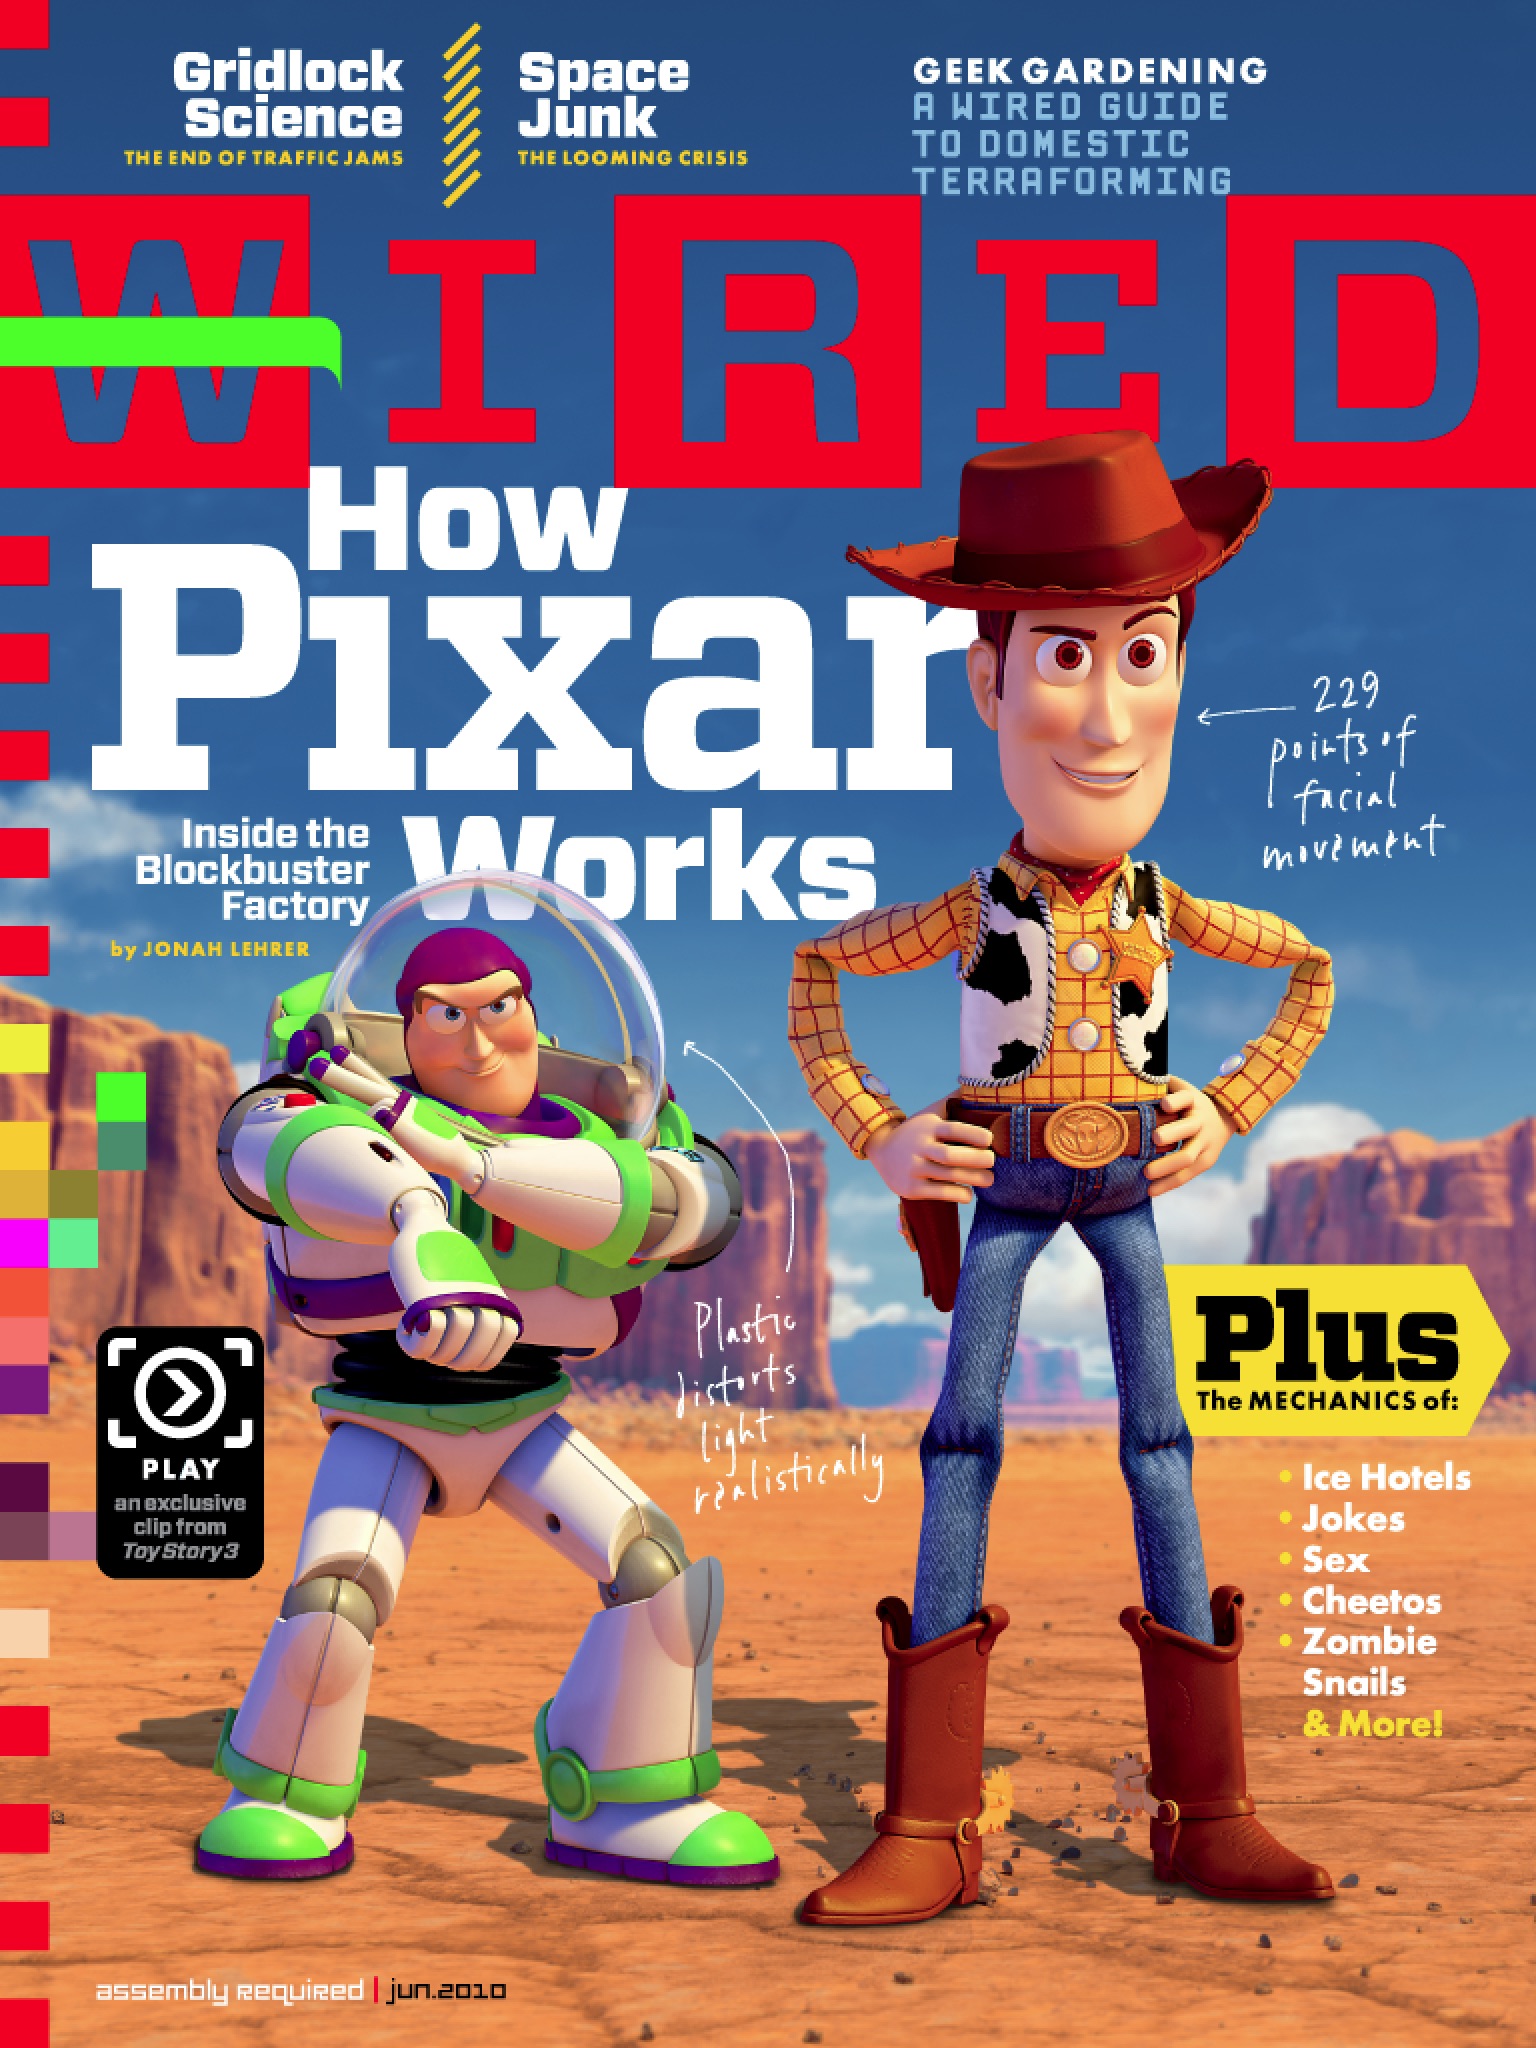 Gridlock
Science
THE END OF TRAFFIC JAMS
Space
Junk
THE LOOMING CRISIS
GEEK GARDENING
A WIRED GUIDE
TO DOMESTIC
TERRAFORMING
WIRED
How
Pixar
Works
Inside the
Blockbuster
Factory
by JONAH LEHRER
229
points of
facial
movement
Plastic
distorts
light
realistically
PLAY
an exclusive
clip from
Toy Story 3
Plus
The MECHANICS of:
• Ice Hotels
• Jokes
• Sex
• Cheetos
• Zombie
Snails
& More!
assembly required | jun.2010